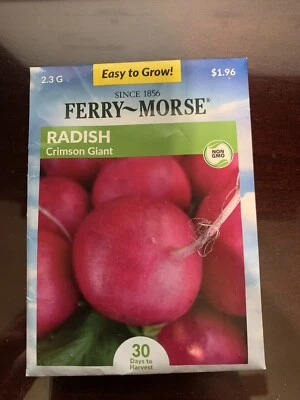 Easy to Grow!
2.3 G
$1.96
SINCE 1856
FERRY~MORSE®
RADISH
Crimson Giant
NON
GMO
30
Days to
Harvest